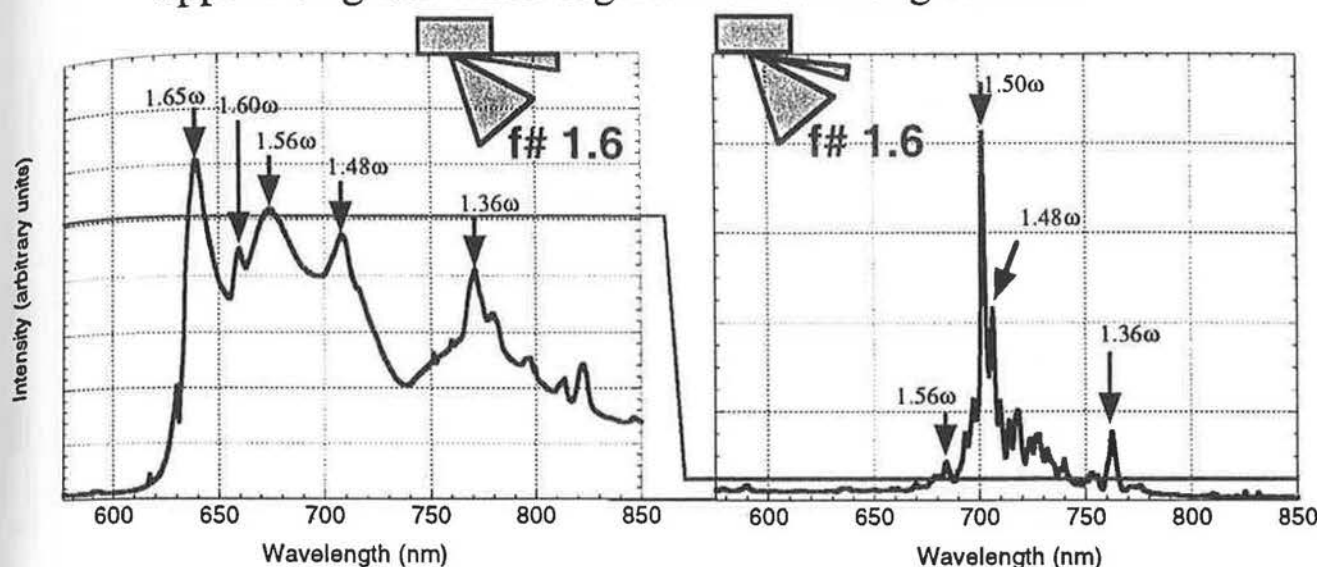 1.65ω
1.60ω
1.56ω
1.48ω
1.36ω
f# 1.6
Intensity (arbitrary units)
600 650 700 750 800 850
Wavelength (nm)
1.50ω
f# 1.6
1.48ω
1.36ω
1.56ω
600 650 700 750 800 850
Wavelength (nm)